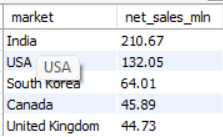 market net_sales_mln
India 210.67
USA 132.05
USA
South Korea 64.01
Canada 45.89
United Kingdom 44.73